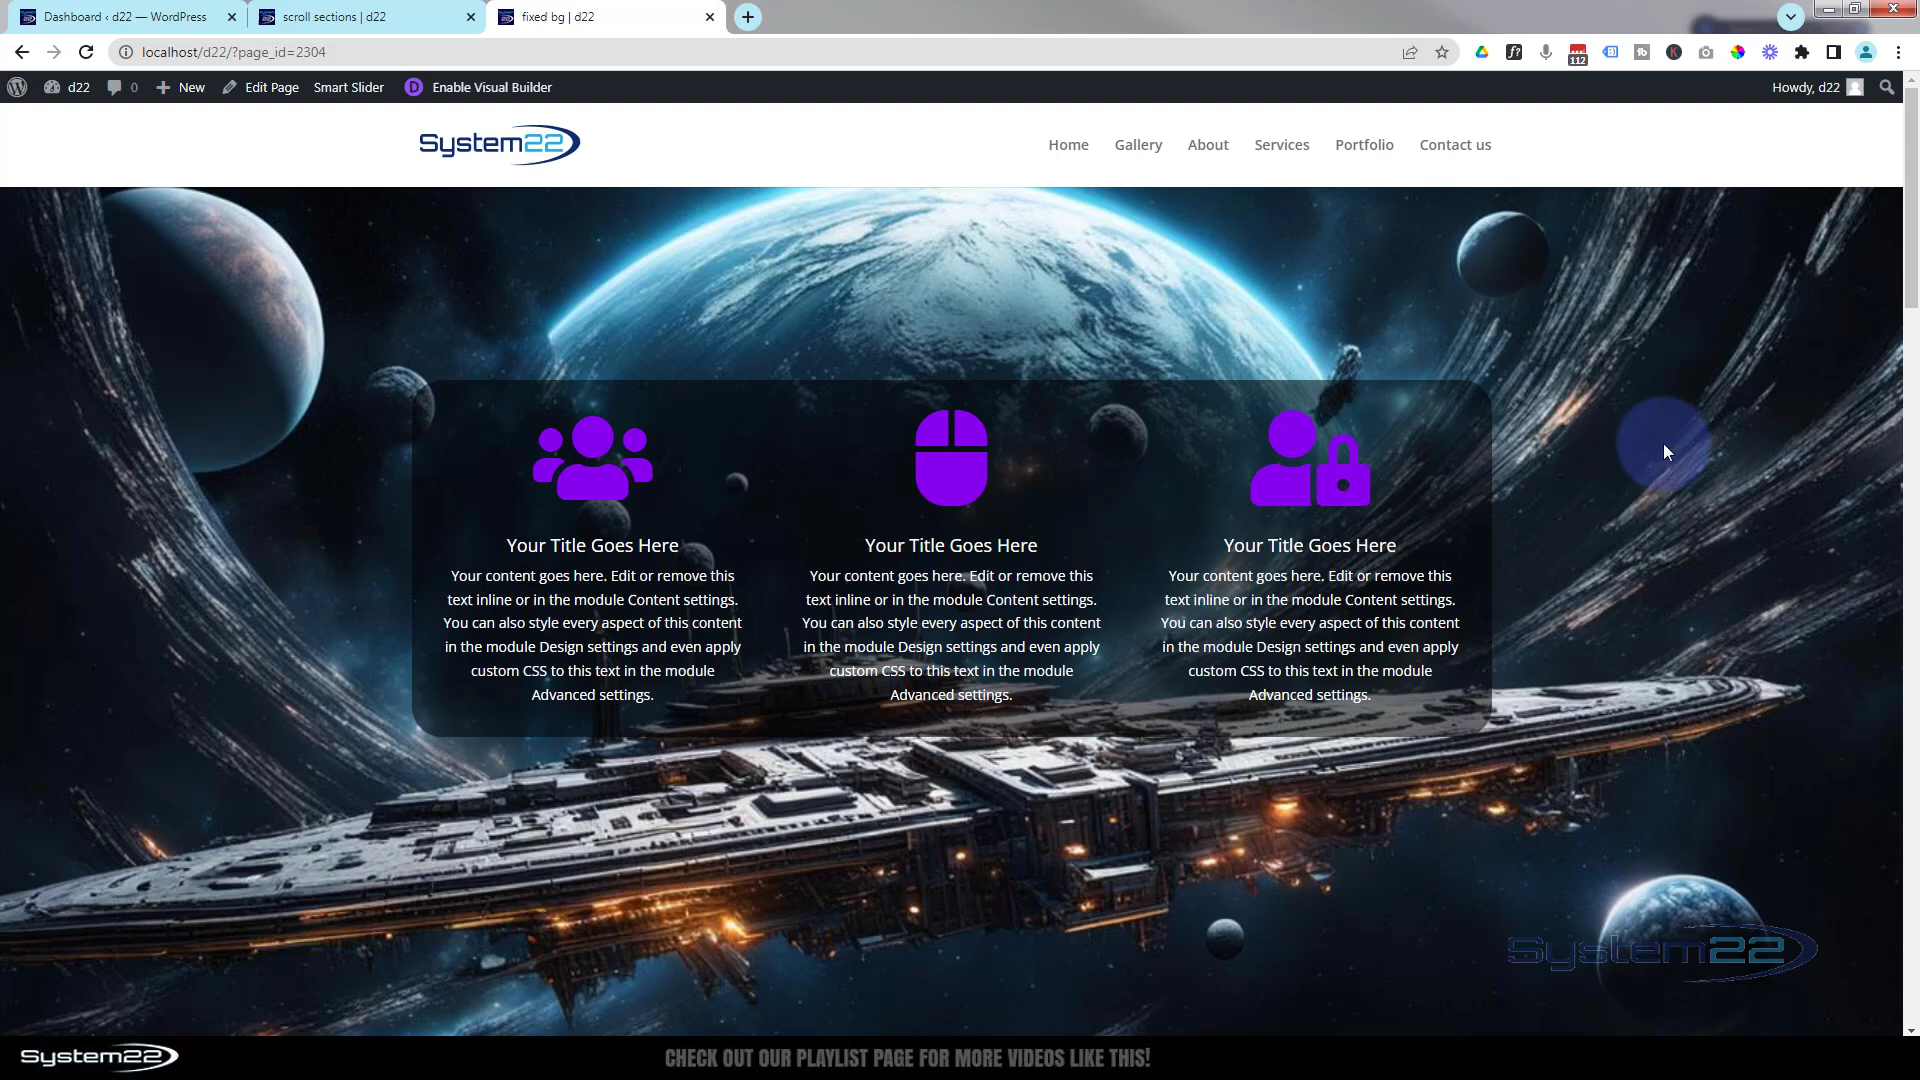 Dashboard ‹ d22 — WordPress
scroll sections | d22
fixed bg | d22
localhost/d22/?page_id=2304
f?
112
tb
K
d22
0
New
Edit Page
Smart Slider
D
Enable Visual Builder
Howdy, d22
System22
Home
Gallery
About
Services
Portfolio
Contact us
Your Title Goes Here
Your content goes here. Edit or remove this
text inline or in the module Content settings.
You can also style every aspect of this content
in the module Design settings and even apply
custom CSS to this text in the module
Advanced settings.
Your Title Goes Here
Your content goes here. Edit or remove this
text inline or in the module Content settings.
You can also style every aspect of this content
in the module Design settings and even apply
custom CSS to this text in the module
Advanced settings.
Your Title Goes Here
Your content goes here. Edit or remove this
text inline or in the module Content settings.
You can also style every aspect of this content
in the module Design settings and even apply
custom CSS to this text in the module
Advanced settings.
System22
System22
CHECK OUT OUR PLAYLIST PAGE FOR MORE VIDEOS LIKE THIS!